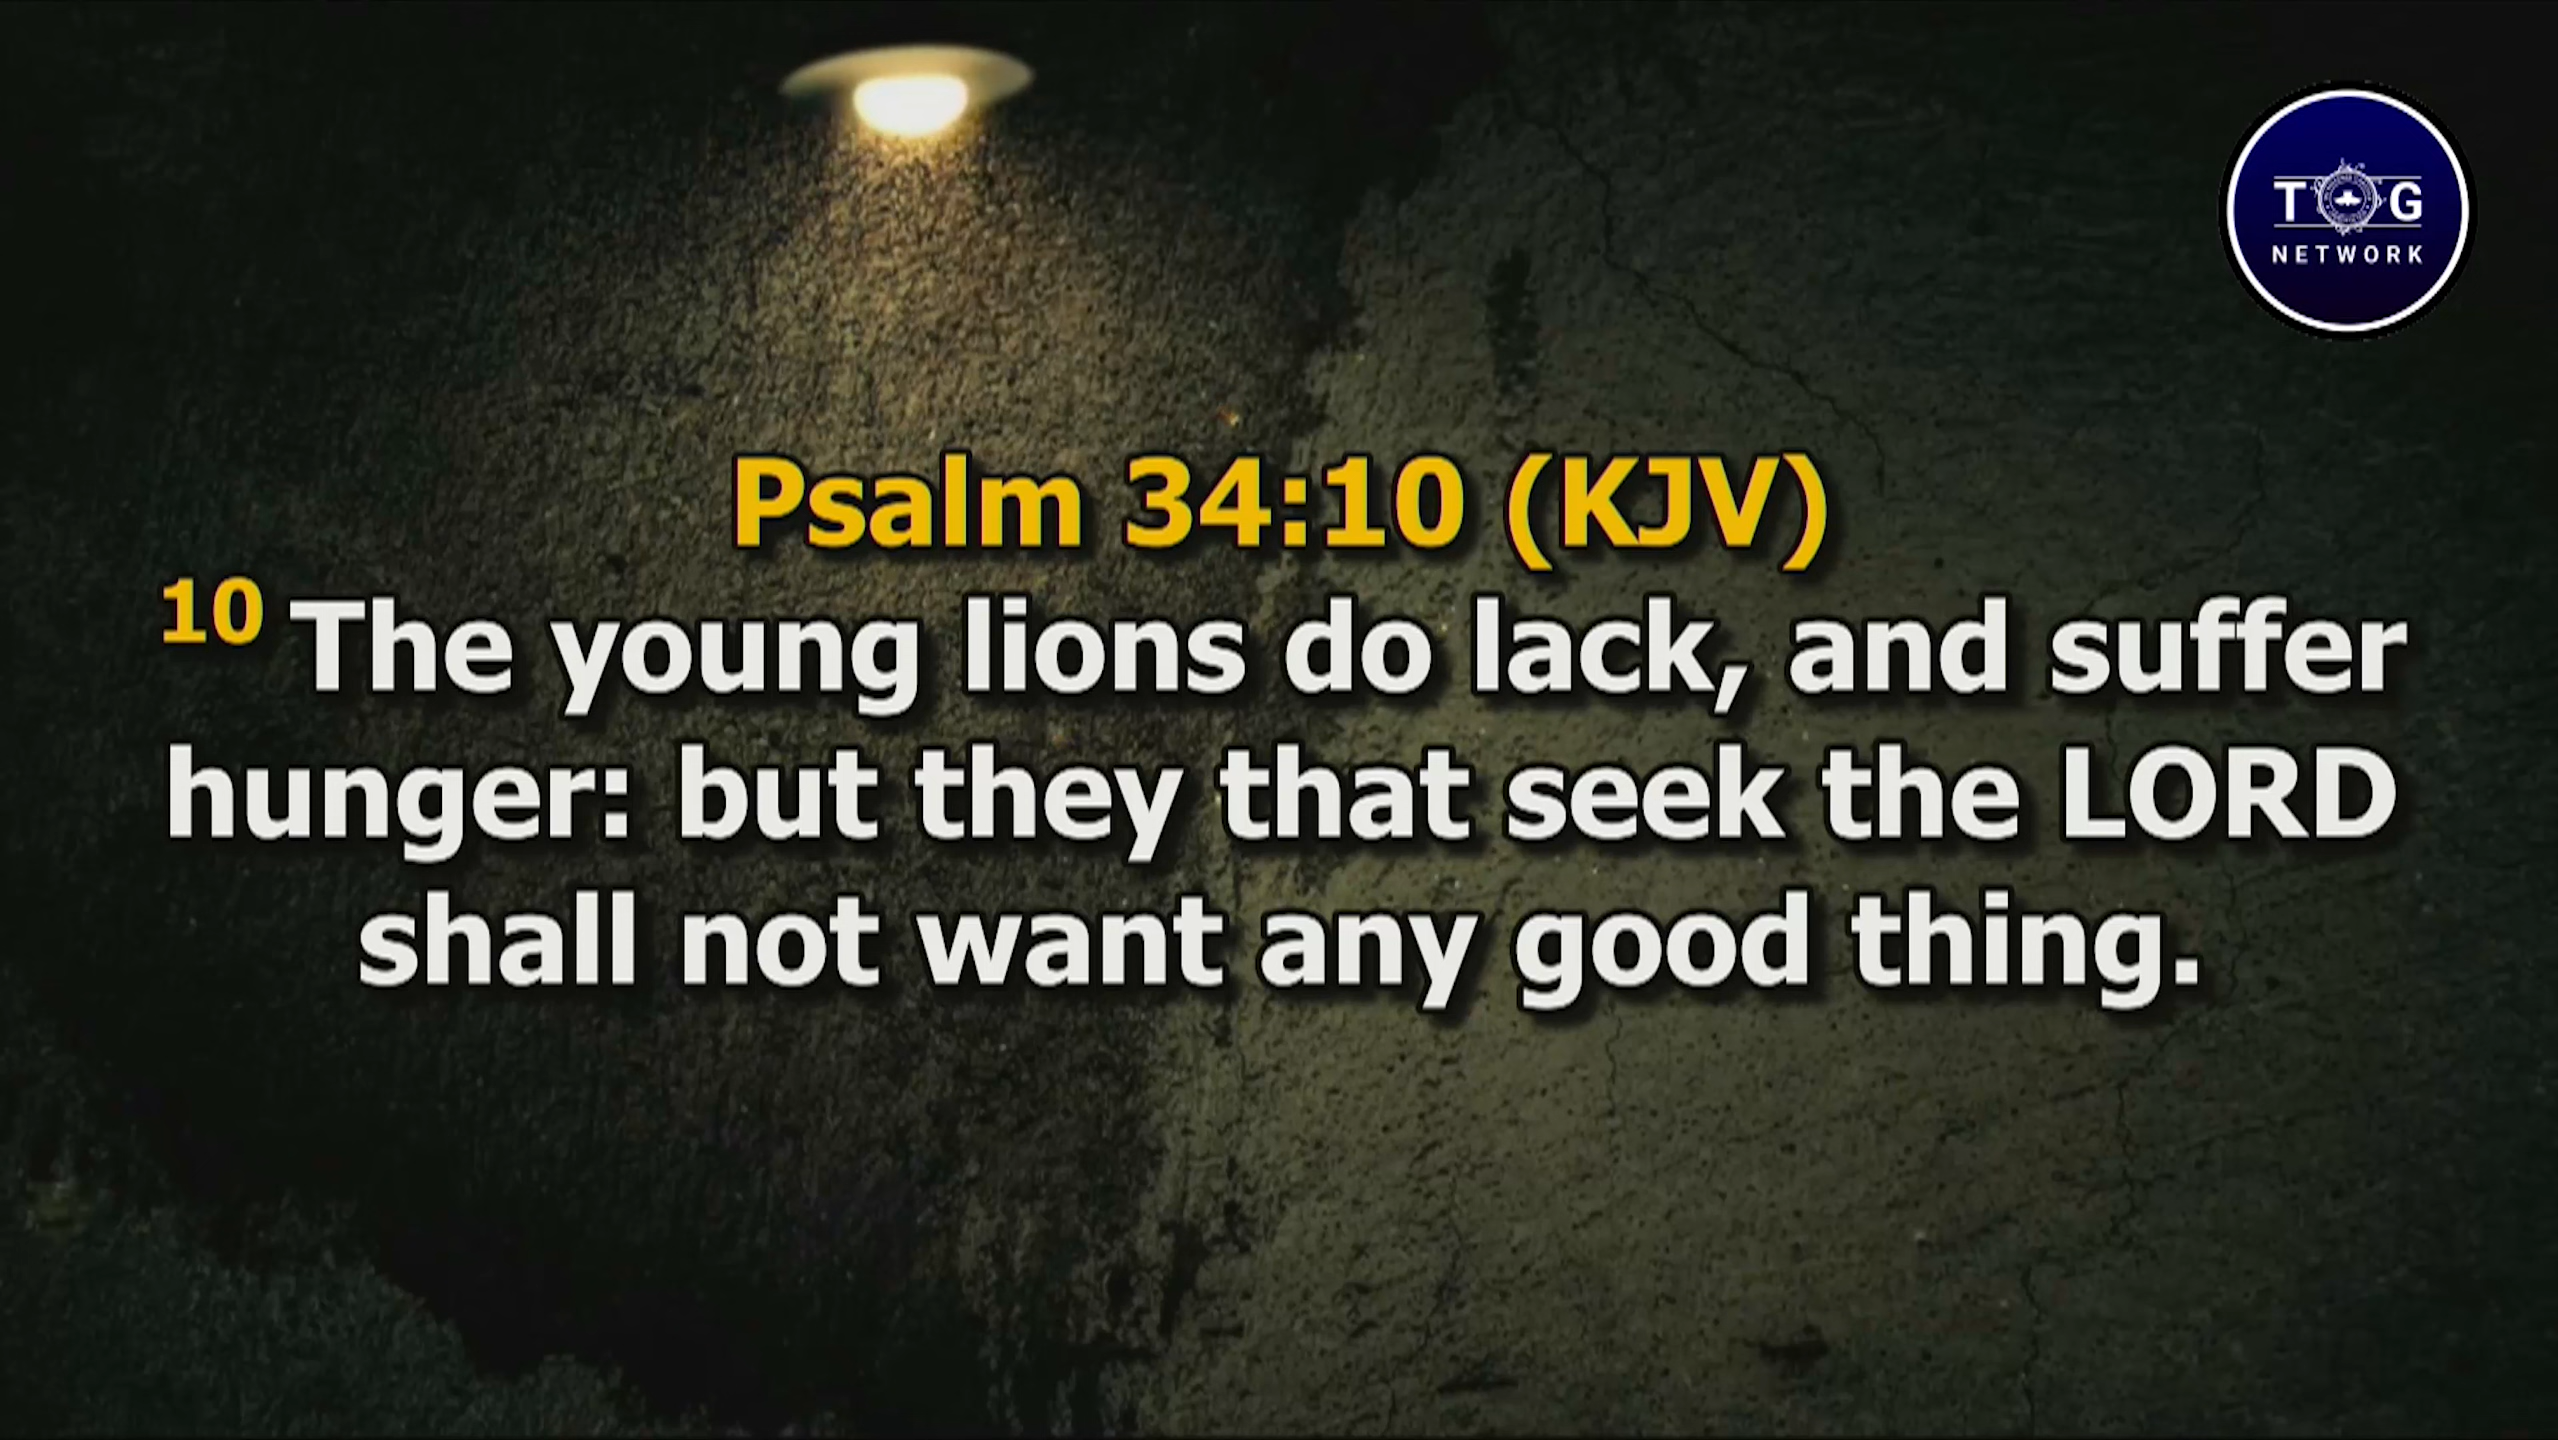 T G
NETWORK
Psalm 34:10 (KJV)
10 The young lions do lack, and suffer
hunger: but they that seek the LORD
shall not want any good thing.